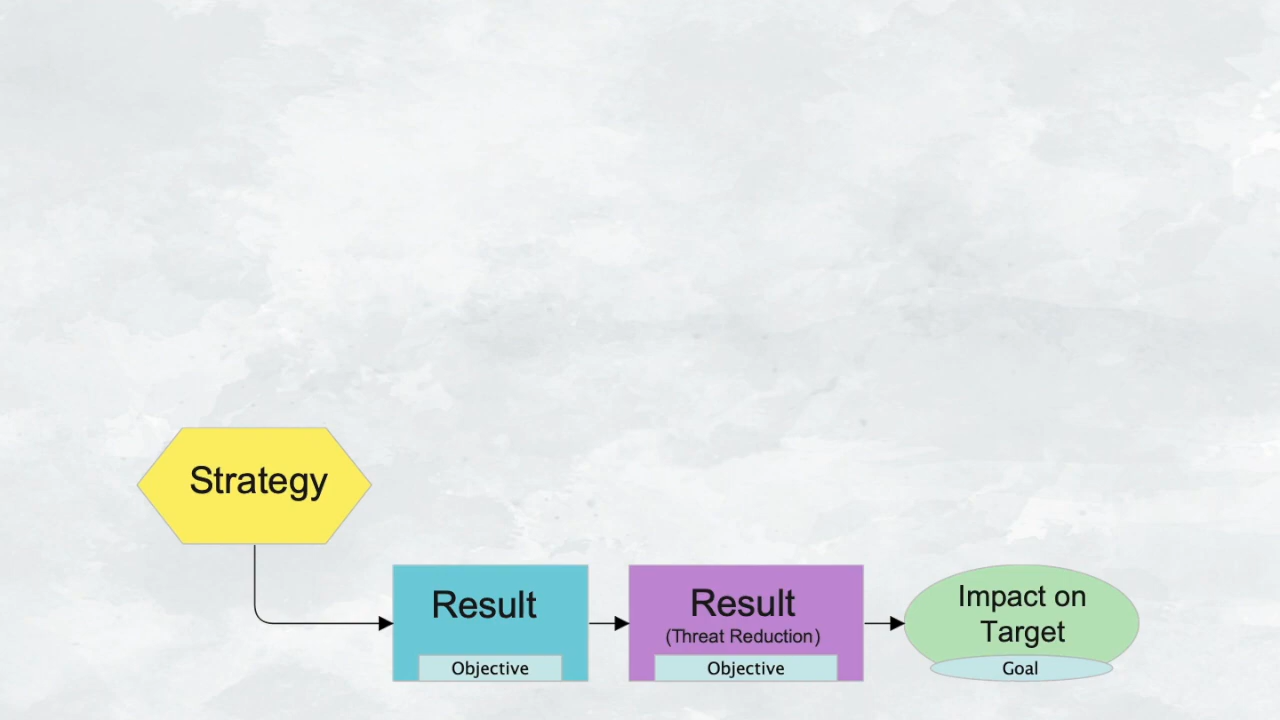 Strategy
Result
Objective
Result
(Threat Reduction)
Objective
Impact on
Target
Goal